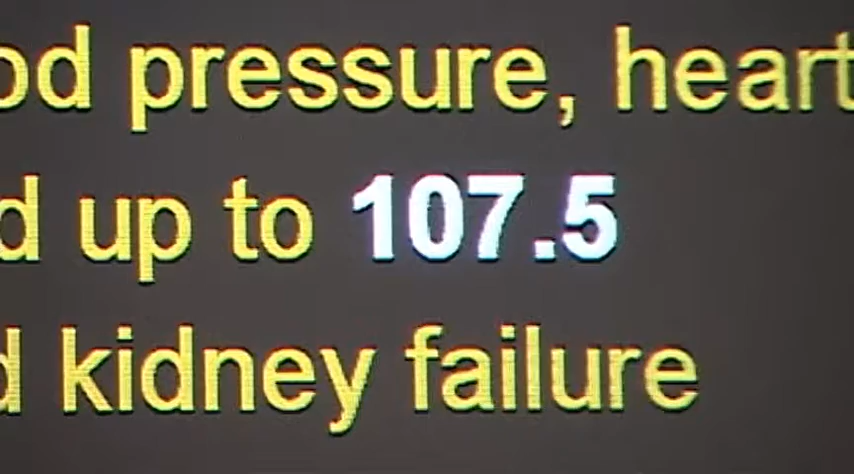 od pressure, heart
d up to 107.5
d kidney failure